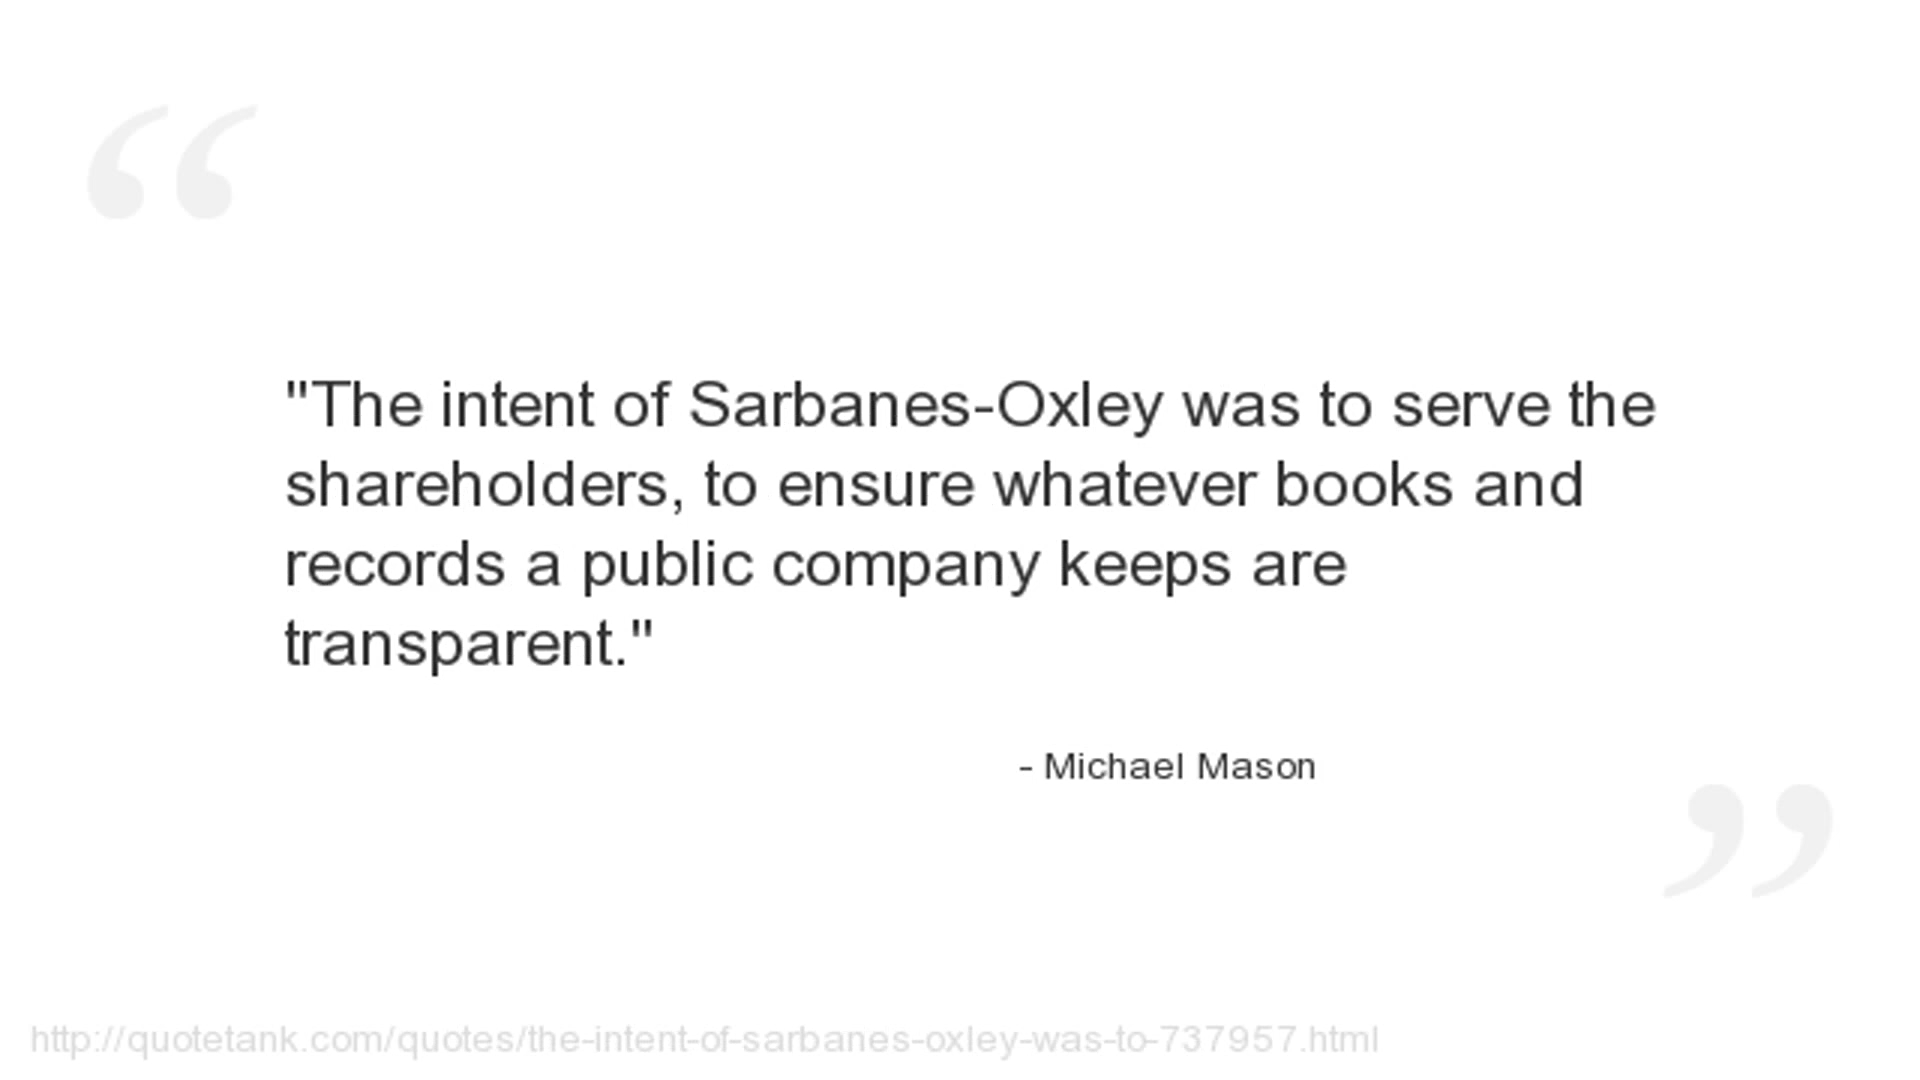 “
"The intent of Sarbanes-Oxley was to serve the
shareholders, to ensure whatever books and
records a public company keeps are
transparent."
- Michael Mason
”
http://quotetank.com/quotes/the-intent-of-sarbanes-oxley-was-to-737957.html